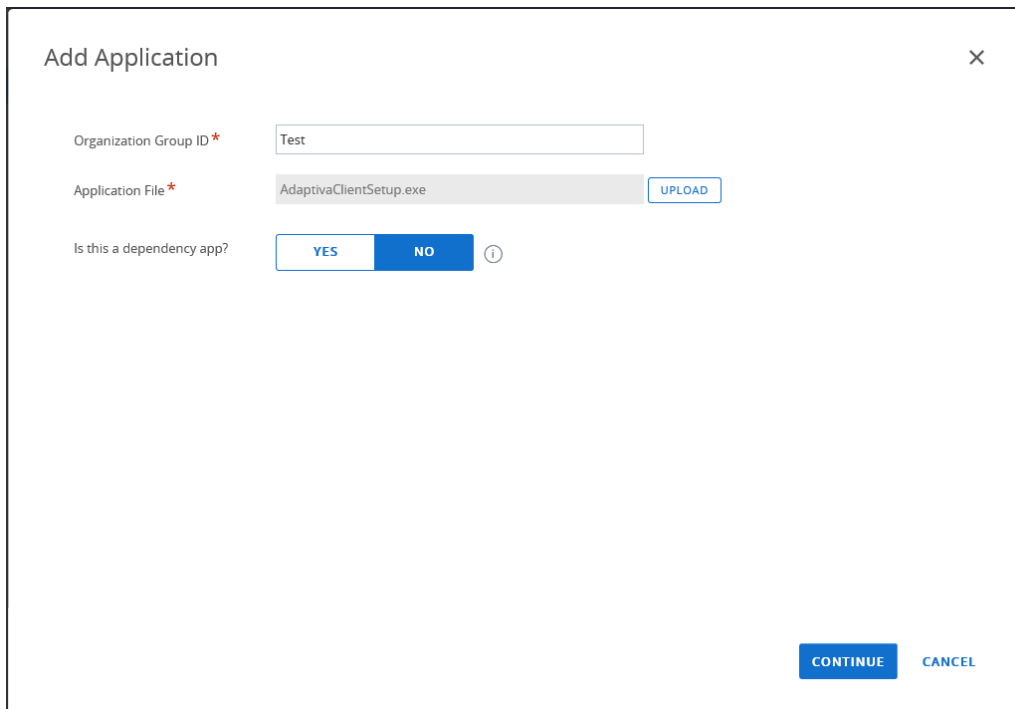 Add Application
Organization Group ID * Test
Application File * AdaptivaClientSetup.exe UPLOAD
Is this a dependency app? YES NO i
CONTINUE CANCEL